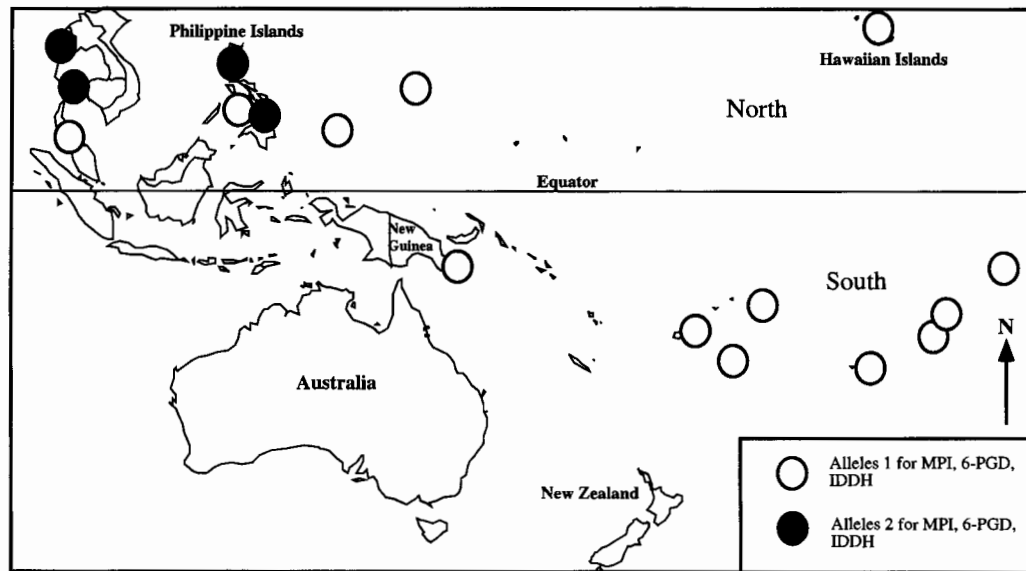 Philippine Islands
Hawaiian Islands
North
Equator
New
Guinea
South
N
Australia
New Zealand
Alleles 1 for MPI, 6-PGD,
IDDH
Alleles 2 for MPI, 6-PGD,
IDDH